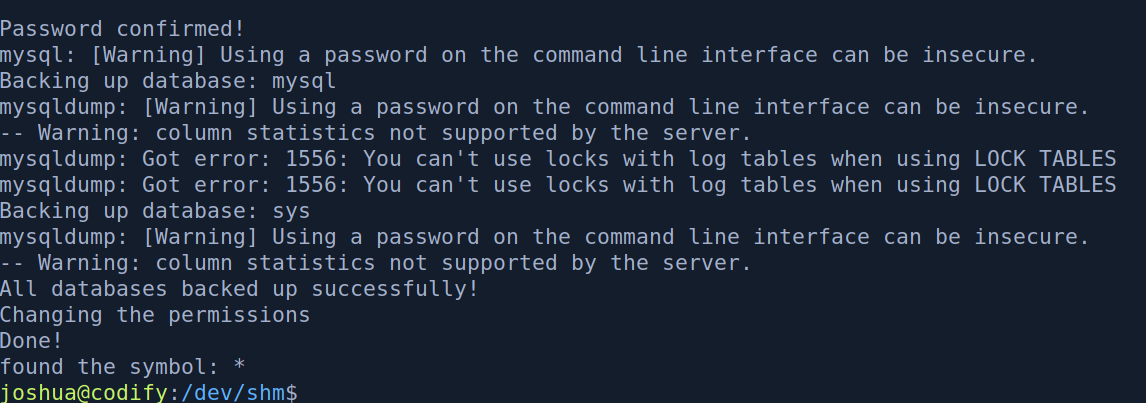 Password confirmed!
mysql: [Warning] Using a password on the command line interface can be insecure.
Backing up database: mysql
mysqldump: [Warning] Using a password on the command line interface can be insecure.
-- Warning: column statistics not supported by the server.
mysqldump: Got error: 1556: You can't use locks with log tables when using LOCK TABLES
mysqldump: Got error: 1556: You can't use locks with log tables when using LOCK TABLES
Backing up database: sys
mysqldump: [Warning] Using a password on the command line interface can be insecure.
-- Warning: column statistics not supported by the server.
All databases backed up successfully!
Changing the permissions
Done!
found the symbol: *
joshua@codify:/dev/shm$